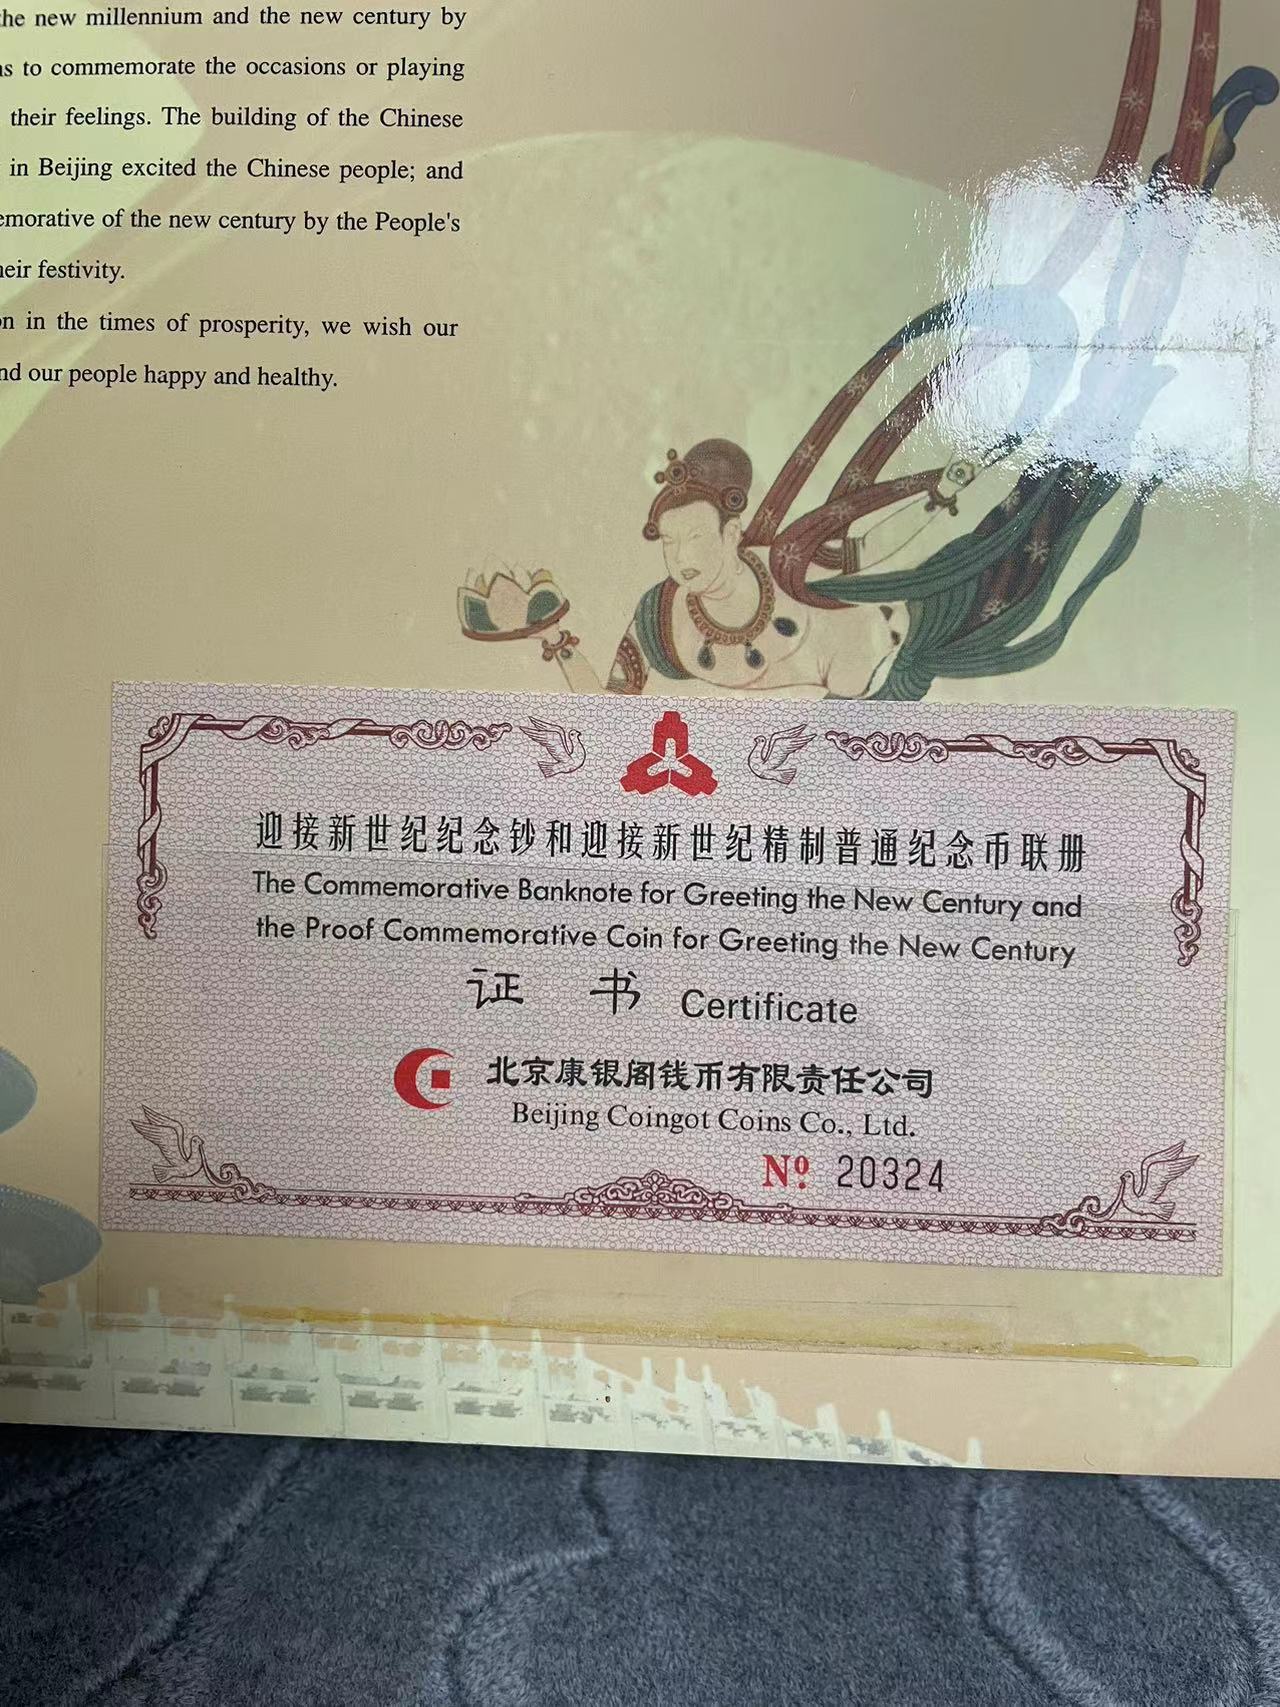 he new millennium and the new century by
to commemorate the occasions or playing
their feelings. The building of the Chinese
in Beijing excited the Chinese people; and
emorative of the new century by the People's
eir festivity.
in the times of prosperity, we wish our
nd our people happy and healthy.
迎接新世纪纪念钞和迎接新世纪精制普通纪念币联册
The Commemorative Banknote for Greeting the New Century and
the Proof Commemorative Coin for Greeting the New Century
证 书 Certificate
北京康银阁钱币有限责任公司
Beijing Coingot Coins Co., Ltd.
Nº 20324